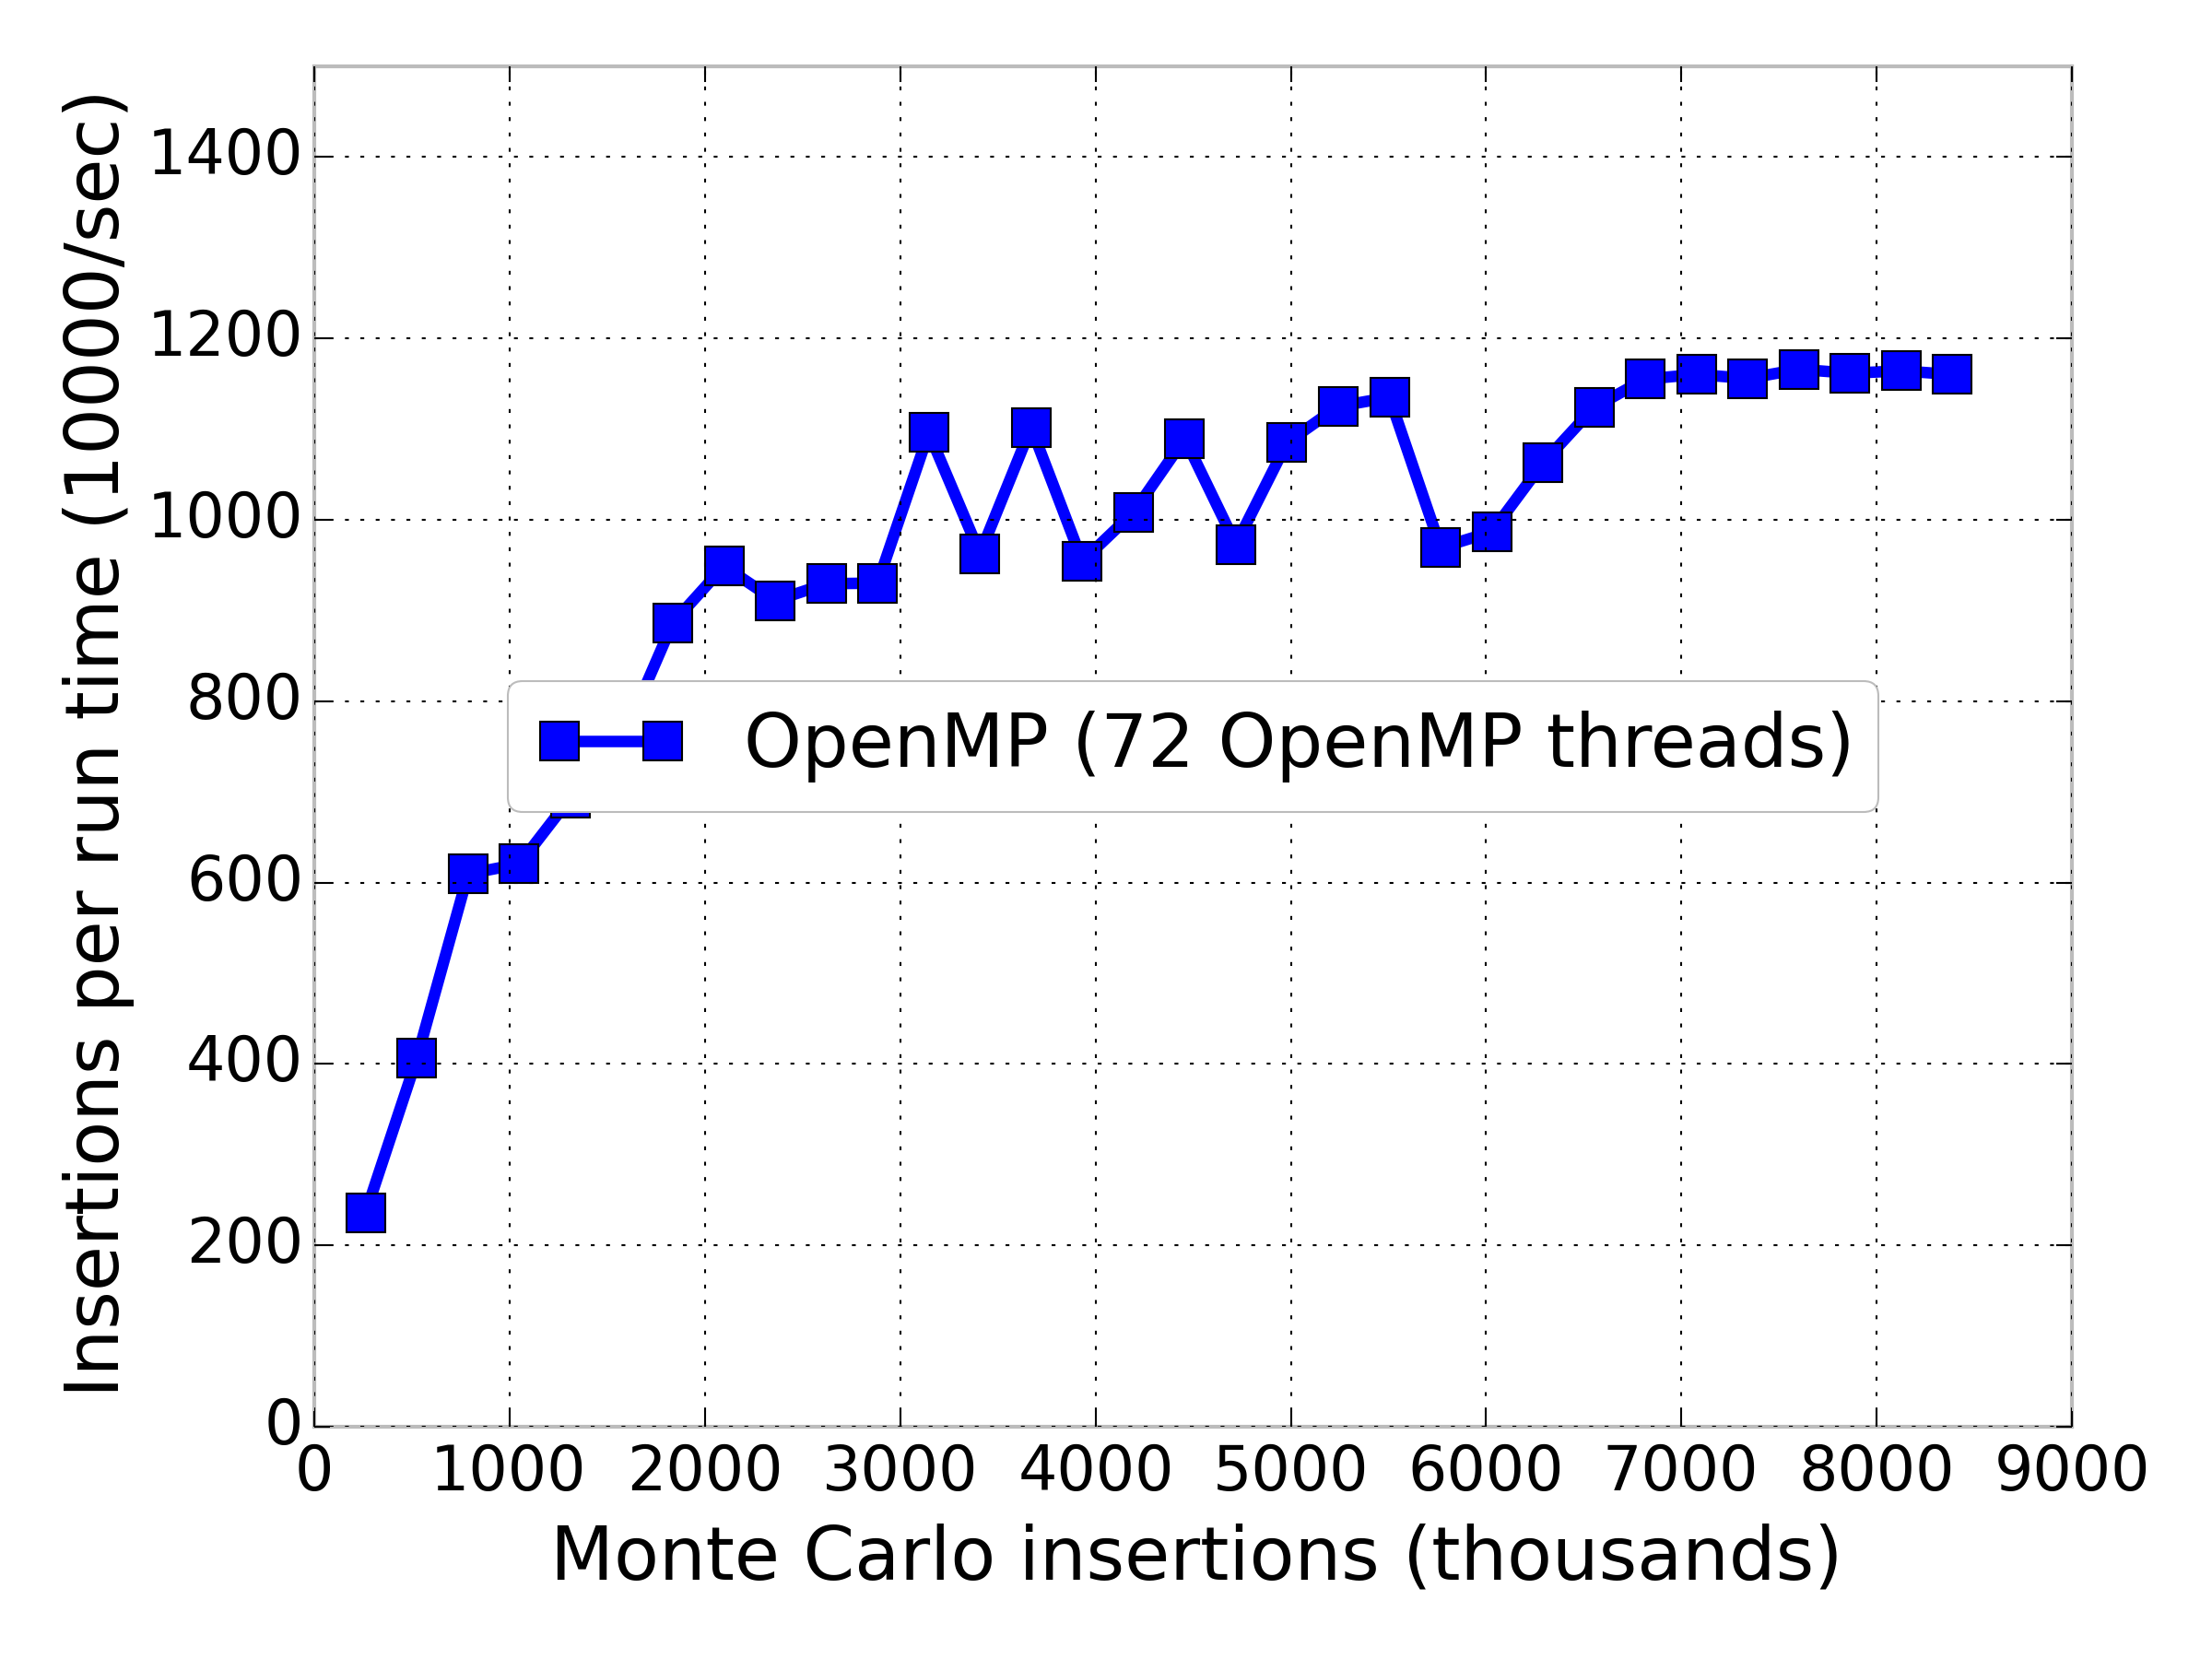 Insertions per run time (10000/sec)
1400
1200
1000
800
600
400
200
0
OpenMP (72 OpenMP threads)
0 1000 2000 3000 4000 5000 6000 7000 8000 9000
Monte Carlo insertions (thousands)